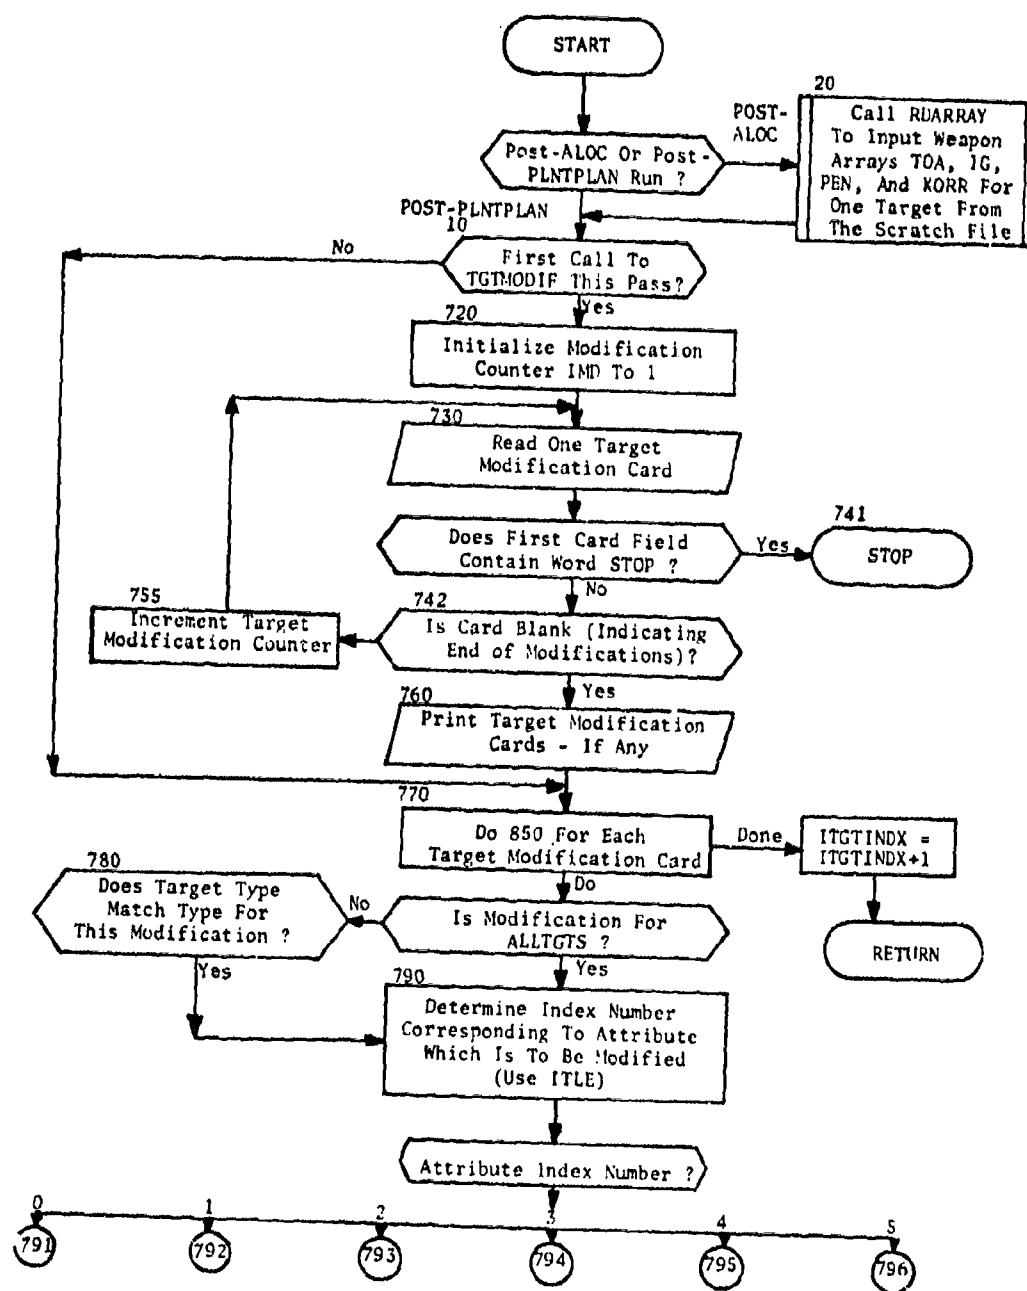 START
20
POST-
ALOC
Call RDARRAY
To Input Weapon
Arrays TOA, IG,
PEN, And KORR For
One Target From
The Scratch File
Post-ALOC Or Post-
PLNTPLAN Run ?
POST-PLNTPLAN
10
No
First Call To
TGTMODIF This Pass?
Yes
720
Initialize Modification
Counter IMD To 1
730
Read One Target
Modification Card
Does First Card Field
Contain Word STOP ?
Yes
741
STOP
No
755
Increment Target
Modification Counter
742
Is Card Blank (Indicating
End of Modifications)?
Yes
760
Print Target Modification
Cards - If Any
770
Do 850 For Each
Target Modification Card
Done
ITGTINDX =
ITGTINDX+1
Do
780
Does Target Type
Match Type For
This Modification ?
No
Is Modification For
ALLTGTS ?
RETURN
Yes
Yes
790
Determine Index Number
Corresponding To Attribute
Which Is To Be Modified
(Use ITLE)
Attribute Index Number ?
0
1
2
3
4
5
791
792
793
794
795
796